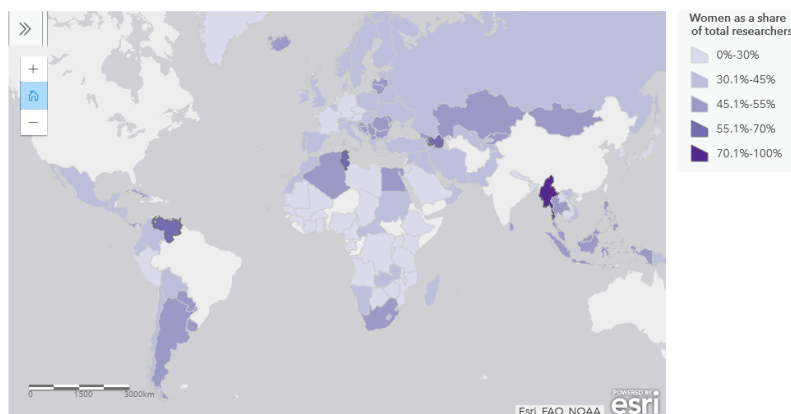 Women as a share
of total researchers
0%-30%
30.1%-45%
45.1%-55%
55.1%-70%
70.1%-100%
0 1500 3000km
Esri, FAO, NOAA
POWERED BY
esri